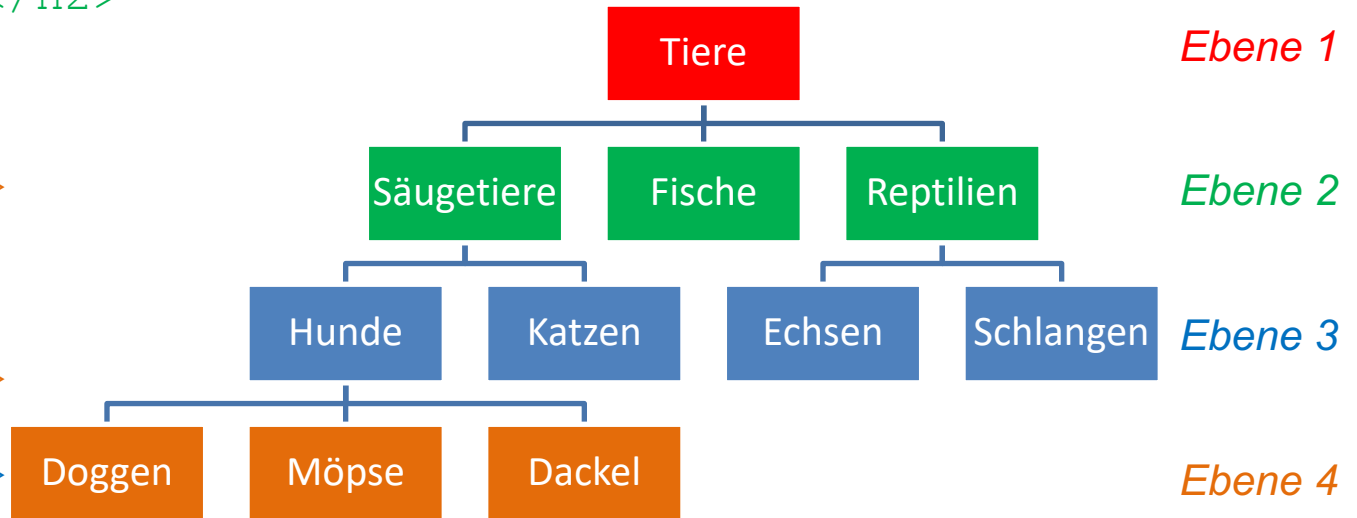 Tiere Ebene 1
Säugetiere Fische Reptilien Ebene 2
Hunde Katzen Echsen Schlangen Ebene 3
Doggen Möpse Dackel Ebene 4